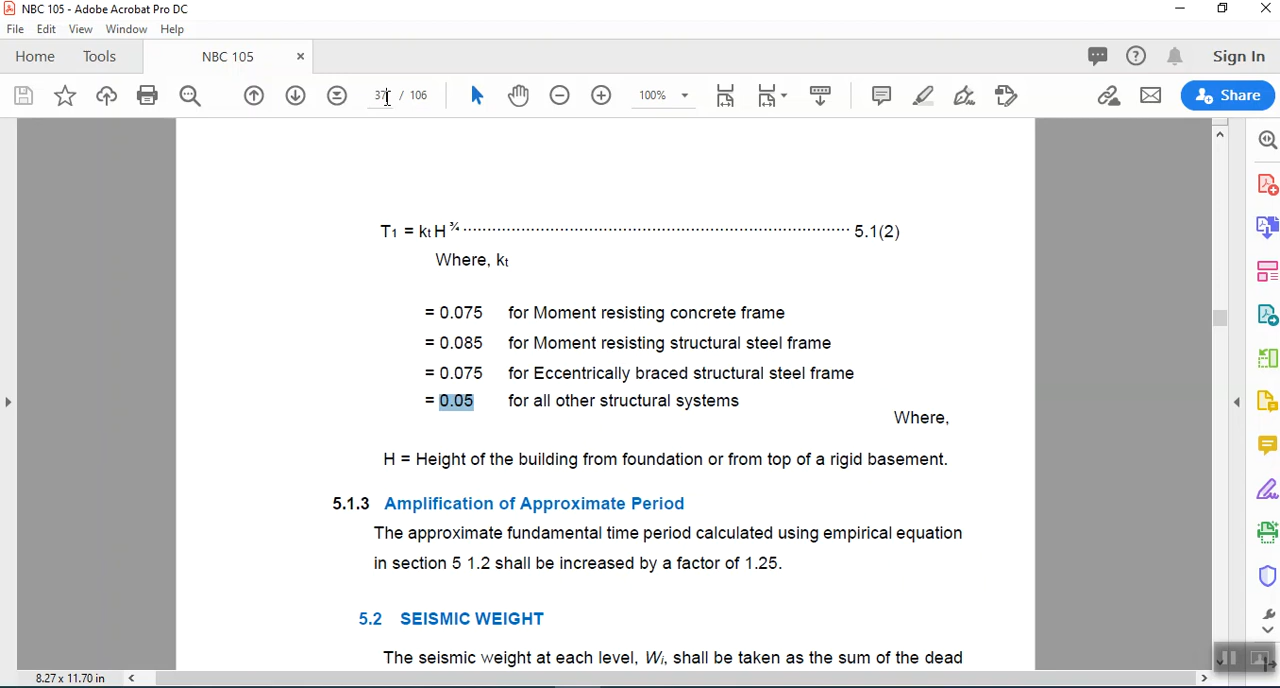 NBC 105 - Adobe Acrobat Pro DC
File Edit View Window Help
Home Tools NBC 105 Sign In
37 / 106 100% Share
T1 = kt H ¾ ........................................................................ 5.1(2)
Where, kt
= 0.075 for Moment resisting concrete frame
= 0.085 for Moment resisting structural steel frame
= 0.075 for Eccentrically braced structural steel frame
= 0.05 for all other structural systems
Where,
H = Height of the building from foundation or from top of a rigid basement.
5.1.3 Amplification of Approximate Period
The approximate fundamental time period calculated using empirical equation
in section 5 1.2 shall be increased by a factor of 1.25.
5.2 SEISMIC WEIGHT
The seismic weight at each level, Wi, shall be taken as the sum of the dead
8.27 x 11.70 in